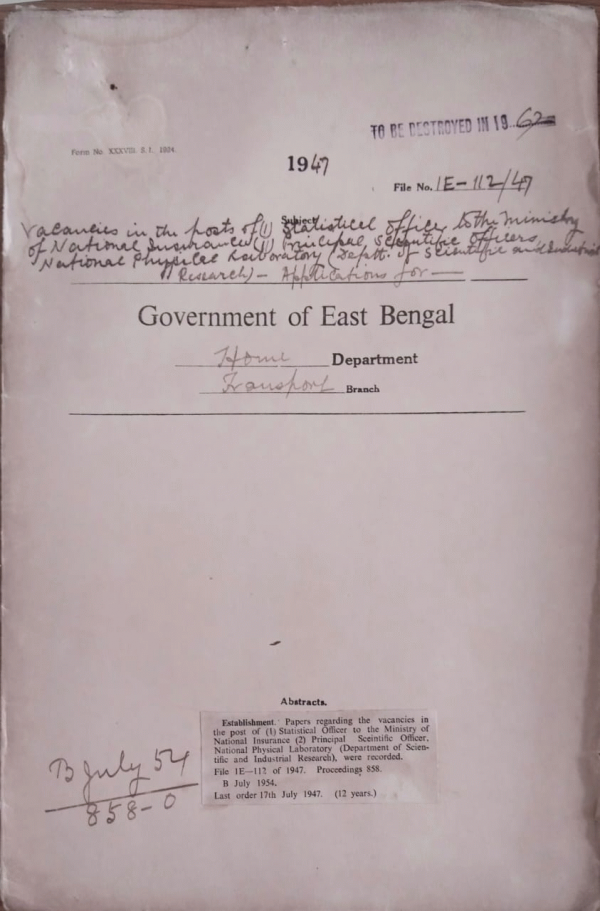 TO BE DESTROYED IN 19 62
Form No. XXXVIII. S. I. 1934.
1947
File No. 1E-112/47
Subject
Vacancies in the posts of (1) Statistical Officer to the Ministry
of National Insurance (11) Principal Scientific Officers,
National Physical Laboratory (Deptt. of Scientific and Industrial
Research) - Applications for -
Government of East Bengal
Home Department
Transport Branch
Abstracts.
Establishment. Papers regarding the vacancies in
the post of (1) Statistical Officer to the Ministry of
National Insurance (2) Principal Sceintific Officer,
National Physical Laboratory (Department of Scien-
tific and Industrial Research), were recorded.
File 1E—112 of 1947. Proceedings 858.
B July 1954.
Last order 17th July 1947. (12 years.)
B July 54
858-0